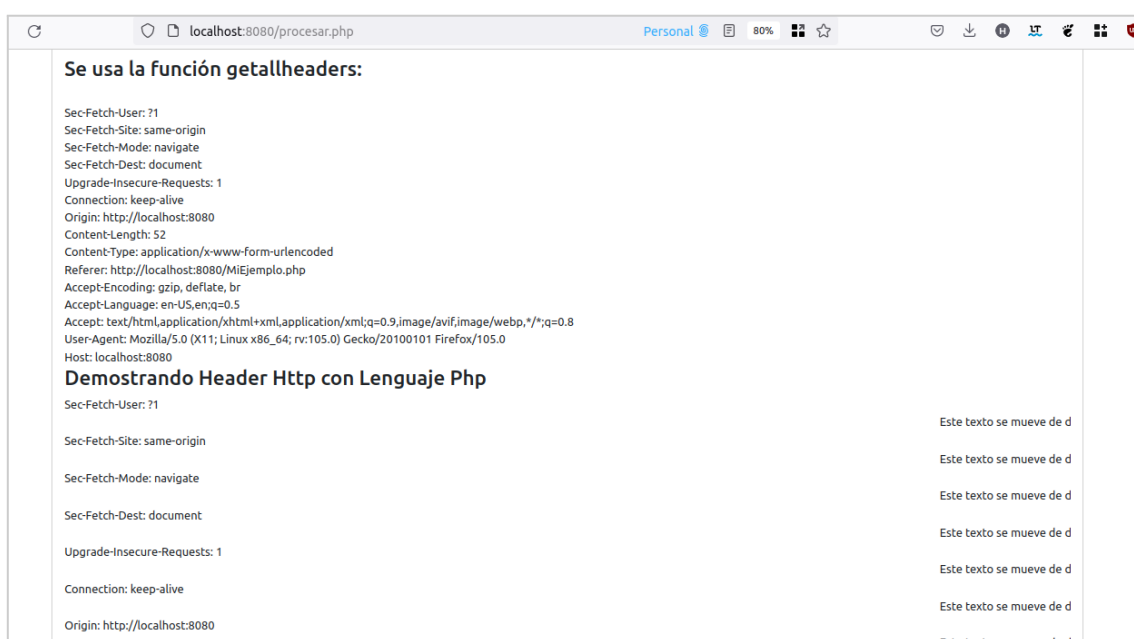 localhost:8080/procesar.php
Personal
80%
Se usa la función getallheaders:
Sec-Fetch-User: ?1
Sec-Fetch-Site: same-origin
Sec-Fetch-Mode: navigate
Sec-Fetch-Dest: document
Upgrade-Insecure-Requests: 1
Connection: keep-alive
Origin: http://localhost:8080
Content-Length: 52
Content-Type: application/x-www-form-urlencoded
Referer: http://localhost:8080/MiEjemplo.php
Accept-Encoding: gzip, deflate, br
Accept-Language: en-US,en;q=0.5
Accept: text/html,application/xhtml+xml,application/xml;q=0.9,image/avif,image/webp,*/*;q=0.8
User-Agent: Mozilla/5.0 (X11; Linux x86_64; rv:105.0) Gecko/20100101 Firefox/105.0
Host: localhost:8080
Demostrando Header Http con Lenguaje Php
Sec-Fetch-User: ?1
Este texto se mueve de d
Sec-Fetch-Site: same-origin
Este texto se mueve de d
Sec-Fetch-Mode: navigate
Este texto se mueve de d
Sec-Fetch-Dest: document
Este texto se mueve de d
Upgrade-Insecure-Requests: 1
Este texto se mueve de d
Connection: keep-alive
Este texto se mueve de d
Origin: http://localhost:8080